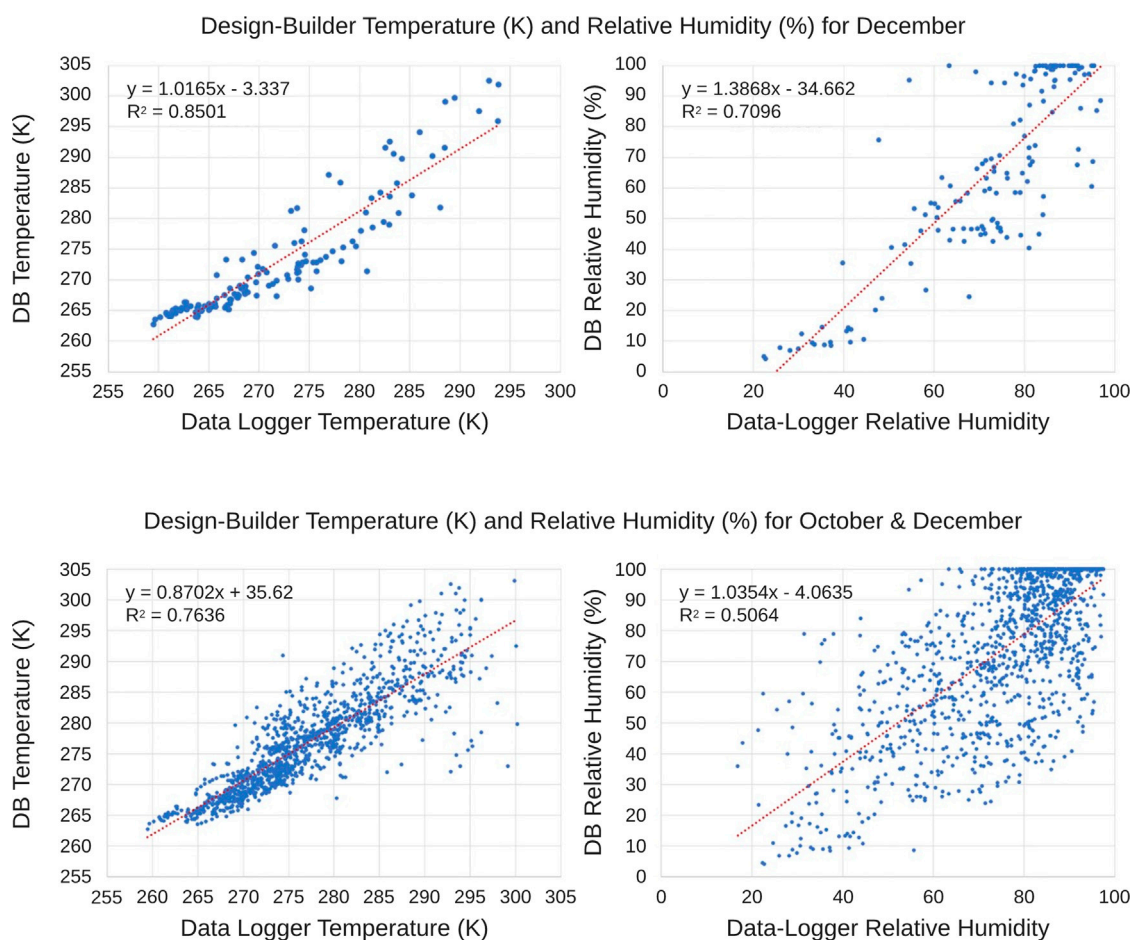 Design-Builder Temperature (K) and Relative Humidity (%) for December
y = 1.0165x - 3.337
R² = 0.8501
305
300
295
290
285
280
275
270
265
260
255
255 260 265 270 275 280 285 290 295 300
DB Temperature (K)
Data Logger Temperature (K)
y = 1.3868x - 34.662
R² = 0.7096
100
90
80
70
60
50
40
30
20
10
0
0 20 40 60 80 100
DB Relative Humidity (%)
Data-Logger Relative Humidity
Design-Builder Temperature (K) and Relative Humidity (%) for October & December
y = 0.8702x + 35.62
R² = 0.7636
305
300
295
290
285
280
275
270
265
260
255
255 260 265 270 275 280 285 290 295 300 305
DB Temperature (K)
Data Logger Temperature (K)
y = 1.0354x - 4.0635
R² = 0.5064
100
90
80
70
60
50
40
30
20
10
0
0 20 40 60 80 100
DB Relative Humidity (%)
Data-Logger Relative Humidity